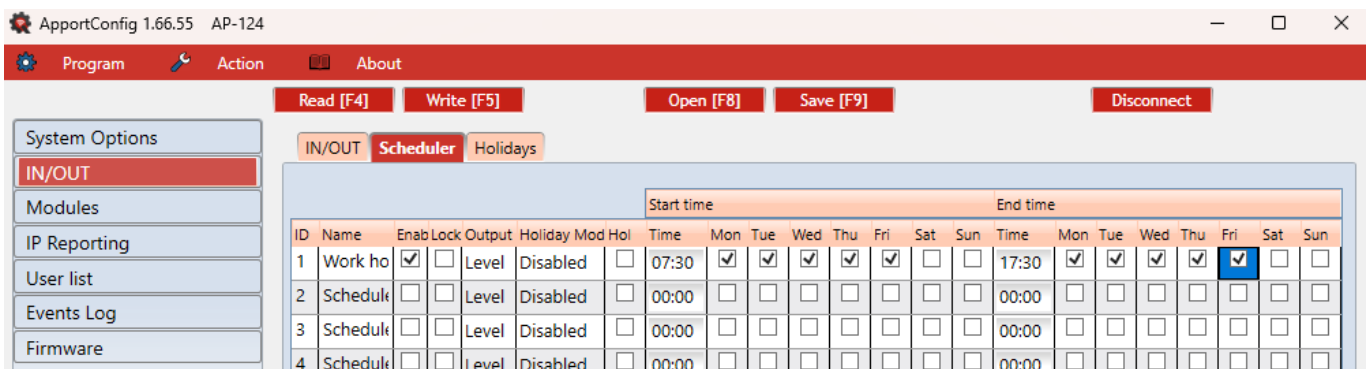 ApportConfig 1.66.55 AP-124
Program Action About
Read [F4] Write [F5] Open [F8] Save [F9] Disconnect
System Options
IN/OUT
Modules
IP Reporting
User list
Events Log
Firmware
IN/OUT Scheduler Holidays
Start time End time
ID Name Enab Lock Output Holiday Mod Hol Time Mon Tue Wed Thu Fri Sat Sun Time Mon Tue Wed Thu Fri Sat Sun
1 Work ho Level Disabled 07:30 17:30
2 Schedule Level Disabled 00:00 00:00
3 Schedule Level Disabled 00:00 00:00
4 Schedule Level Disabled 00:00 00:00